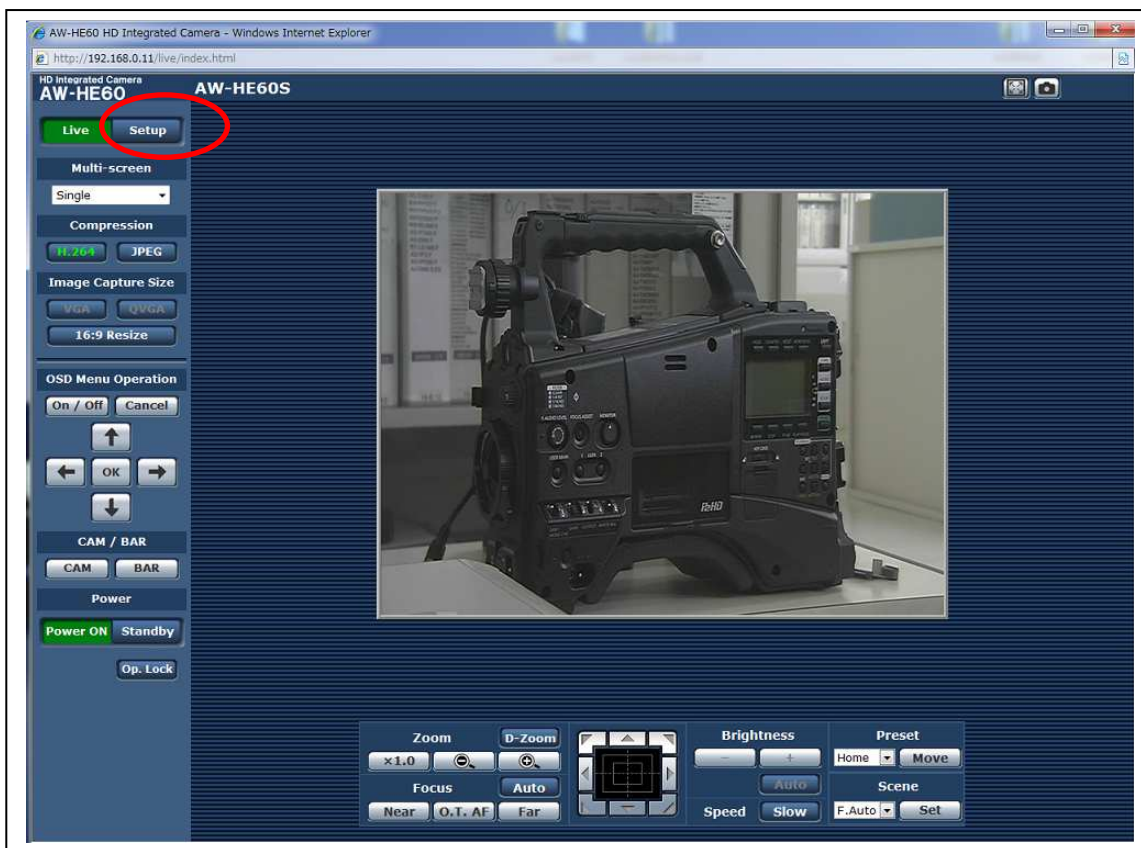 AW-HE60 HD Integrated Camera - Windows Internet Explorer
http://192.168.0.11/live/index.html
HD Integrated Camera
AW-HE60
AW-HE60S
Live Setup
Multi-screen
Single
Compression
H.264 JPEG
Image Capture Size
VGA QVGA
16:9 Resize
OSD Menu Operation
On / Off Cancel
OK
CAM / BAR
CAM BAR
Power
Power ON Standby
Op. Lock
Zoom D-Zoom
×1.0
Focus Auto
Near O.T. AF Far
Brightness
- +
Auto
Speed Slow
Preset
Home Move
Scene
F.Auto Set
P2HD